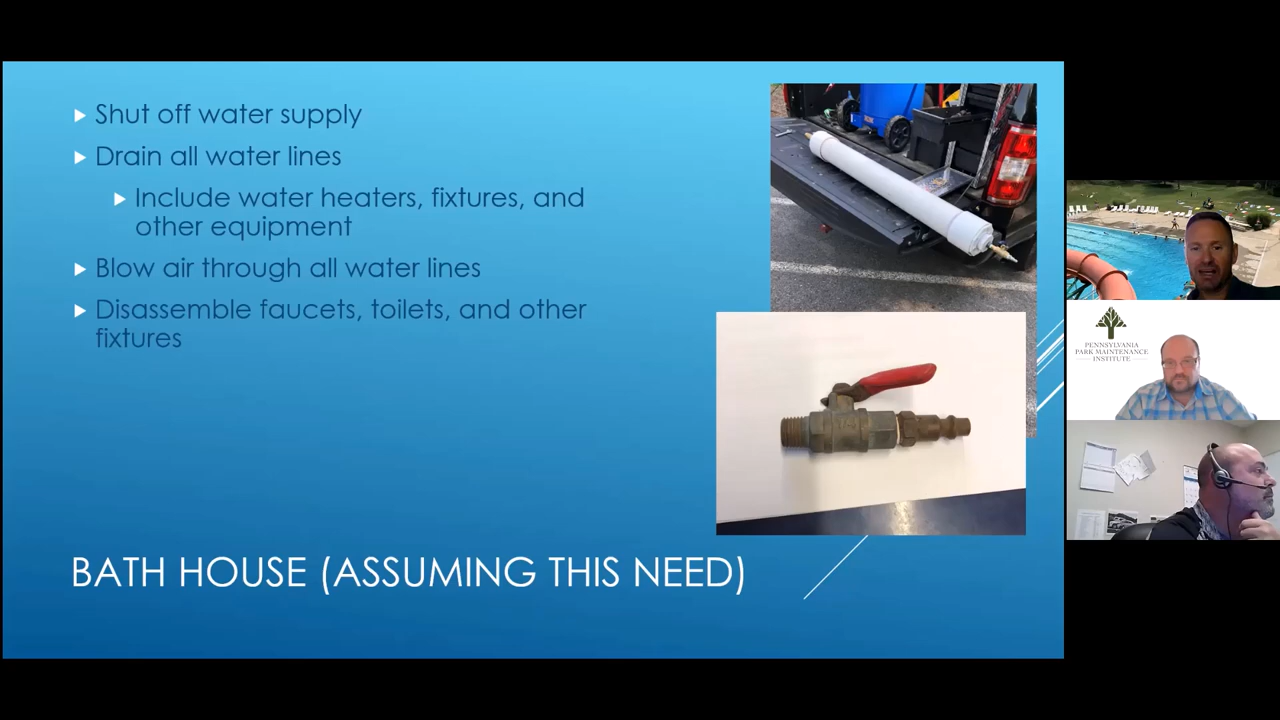 Shut off water supply
Drain all water lines
Include water heaters, fixtures, and
other equipment
Blow air through all water lines
Disassemble faucets, toilets, and other
fixtures
BATH HOUSE (ASSUMING THIS NEED)
PENNSYLVANIA
PARK MAINTENANCE
INSTITUTE